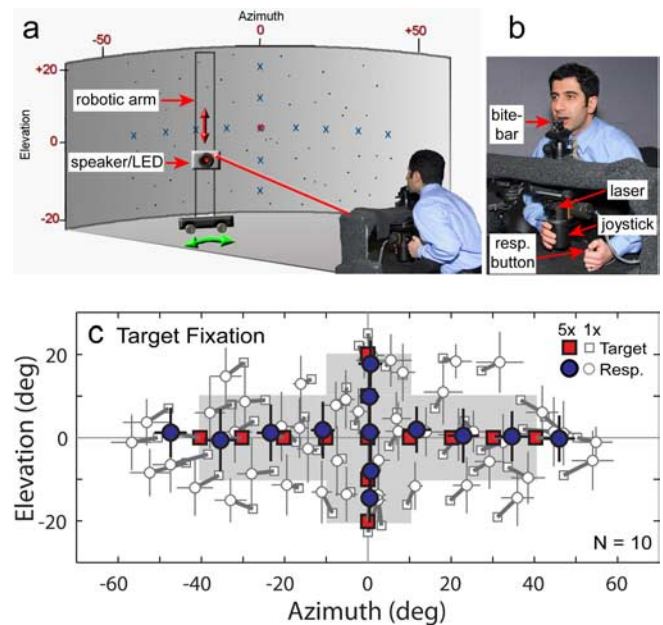 a
Azimuth
-50
0
+50
+20
0
-20
Elevation
robotic arm
speaker/LED
b
bite-
bar
laser
joystick
resp.
button
c Target Fixation
5x 1x
Target
Resp.
20
0
-20
Elevation (deg)
N = 10
-60 -40 -20 0 20 40 60
Azimuth (deg)